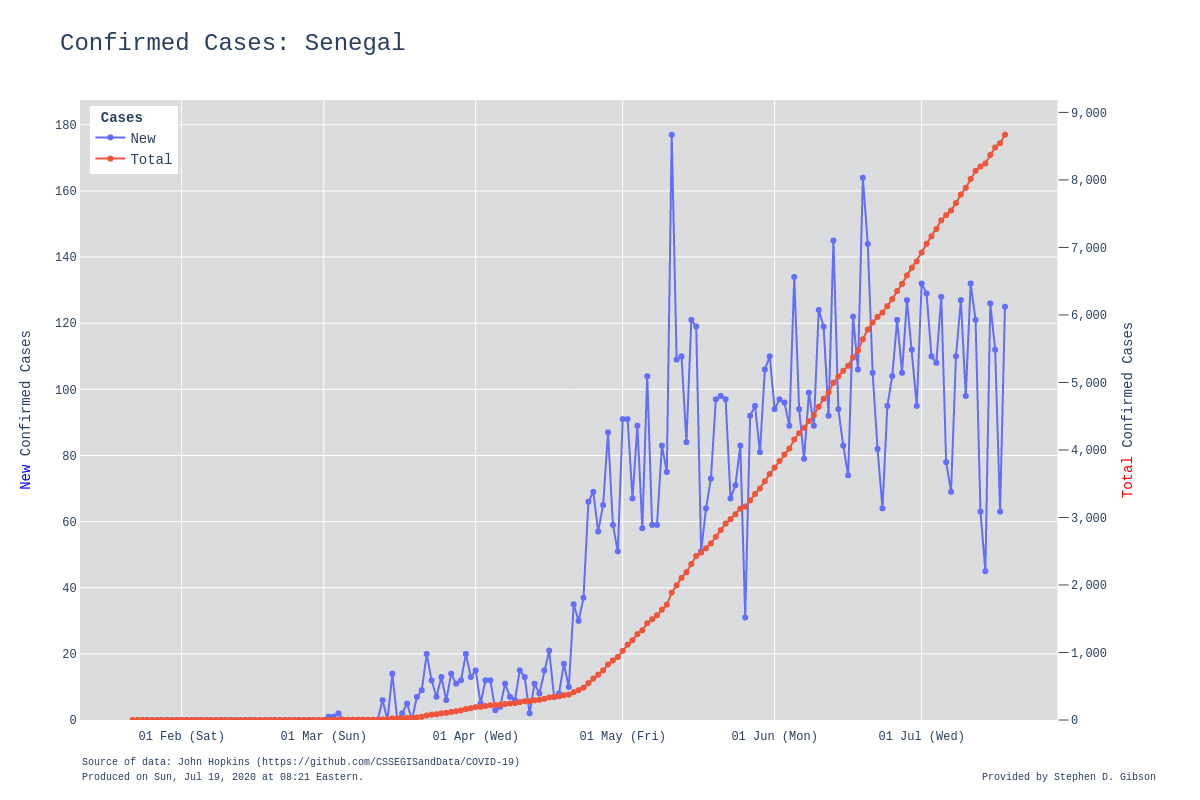 Confirmed Cases: Senegal
Cases
New
Total
180
160
140
120
100
80
60
40
20
0
9,000
8,000
7,000
6,000
5,000
4,000
3,000
2,000
1,000
0
New Confirmed Cases
Total Confirmed Cases
01 Feb (Sat) 01 Mar (Sun) 01 Apr (Wed) 01 May (Fri) 01 Jun (Mon) 01 Jul (Wed)
Source of data: John Hopkins (https://github.com/CSSEGISandData/COVID-19)
Produced on Sun, Jul 19, 2020 at 08:21 Eastern.
Provided by Stephen D. Gibson